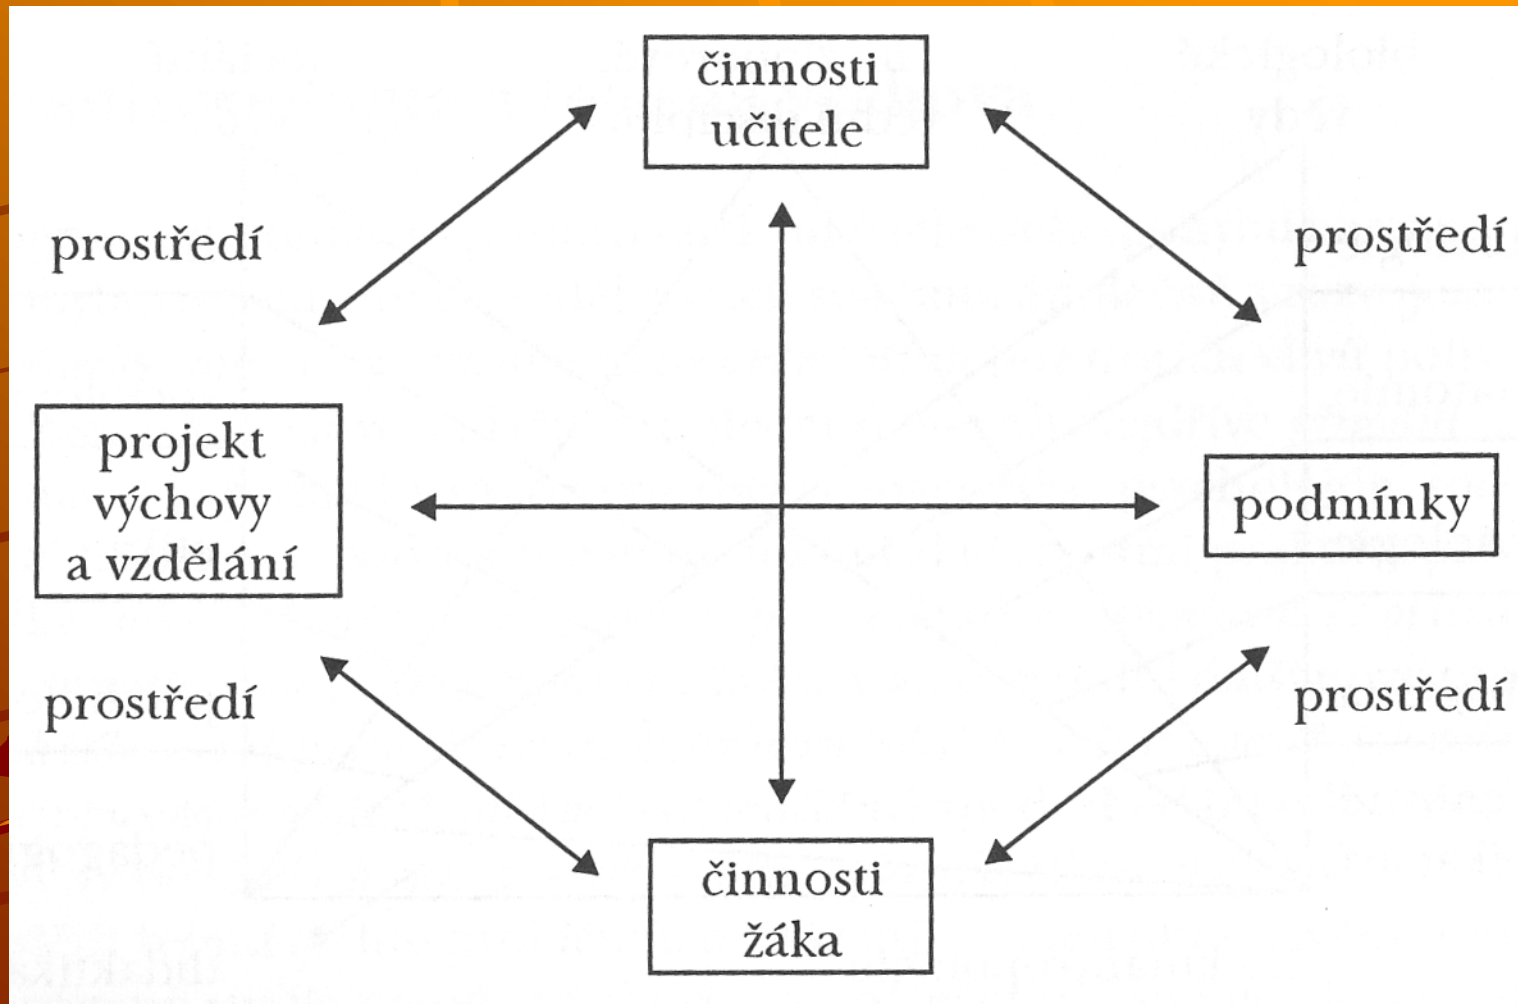 činnosti
učitele
prostředí
prostředí
projekt
výchovy
a vzdělání
podmínky
prostředí
prostředí
činnosti
žáka